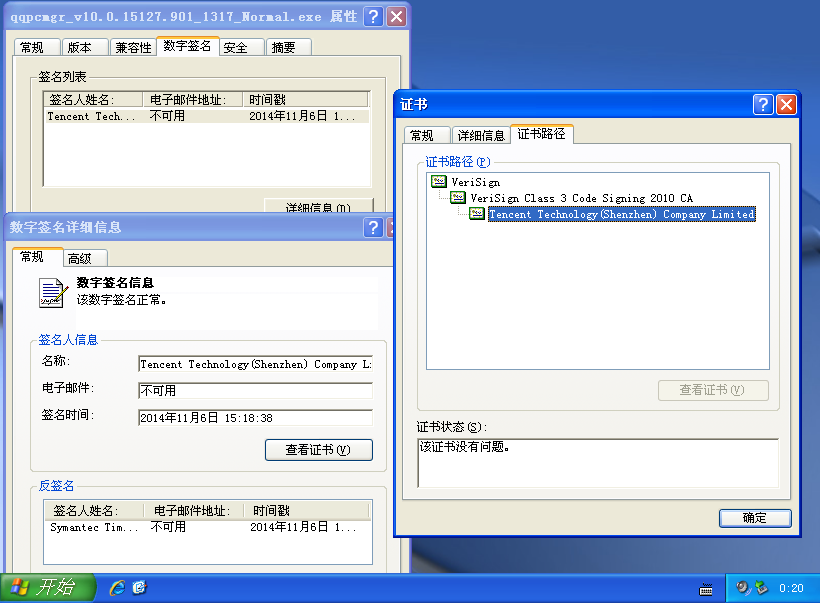 qqpcmgr_v10.0.15127.901_1317_Normal.exe 属性
常规 版本 兼容性 数字签名 安全 摘要
签名列表
签名人姓名: 电子邮件地址: 时间戳
Tencent Tech... 不可用 2014年11月6日 1...
详细信息(D)
数字签名详细信息
常规 高级
数字签名信息
该数字签名正常。
签名人信息
名称: Tencent Technology(Shenzhen) Company Li
电子邮件: 不可用
签名时间: 2014年11月6日 15:18:38
查看证书(V)
反签名
签名人姓名: 电子邮件地址: 时间戳
Symantec Tim... 不可用 2014年11月6日 1...
证书
常规 详细信息 证书路径
证书路径(P)
VeriSign
VeriSign Class 3 Code Signing 2010 CA
Tencent Technology(Shenzhen) Company Limited
查看证书(V)
证书状态(S):
该证书没有问题。
确定
开始
0:20